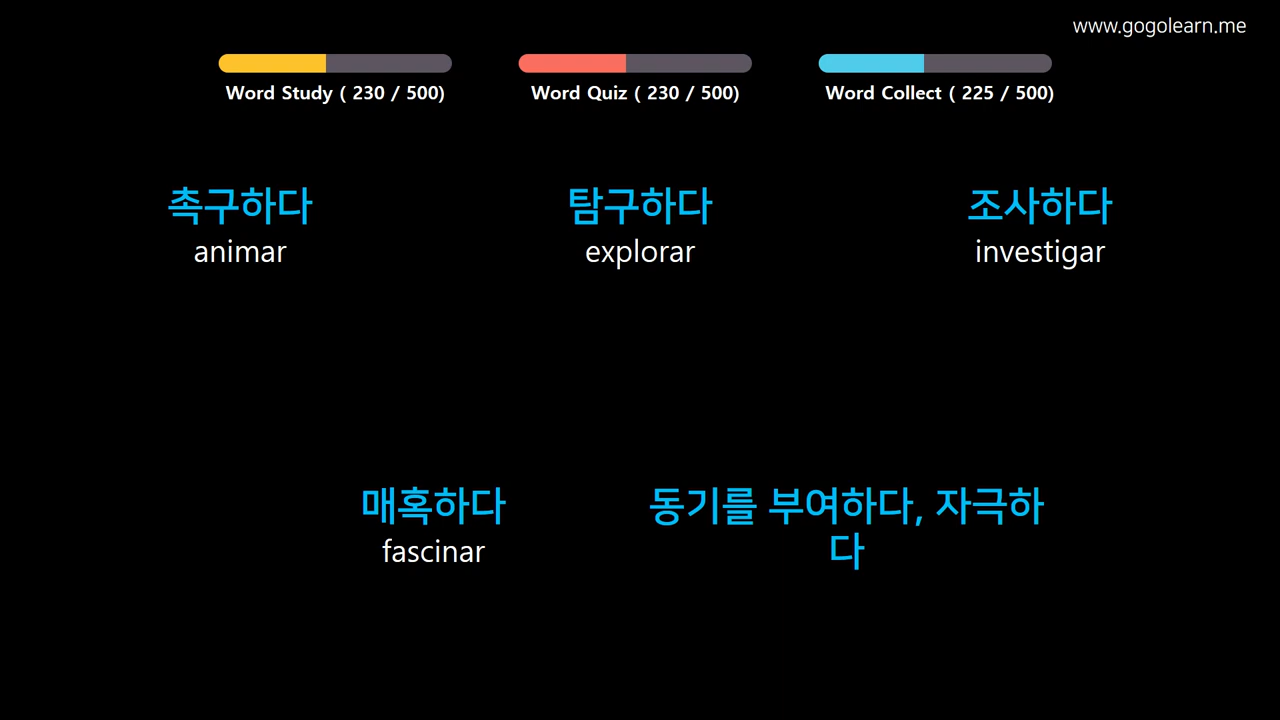 www.gogolearn.me
Word Study ( 230 / 500)
Word Quiz ( 230 / 500)
Word Collect ( 225 / 500)
촉구하다
animar
탐구하다
explorar
조사하다
investigar
매혹하다
fascinar
동기를 부여하다, 자극하
다